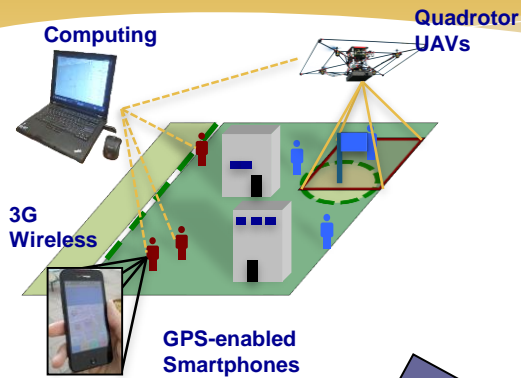 Computing
Quadrotor
UAVs
3G
Wireless
GPS-enabled
Smartphones